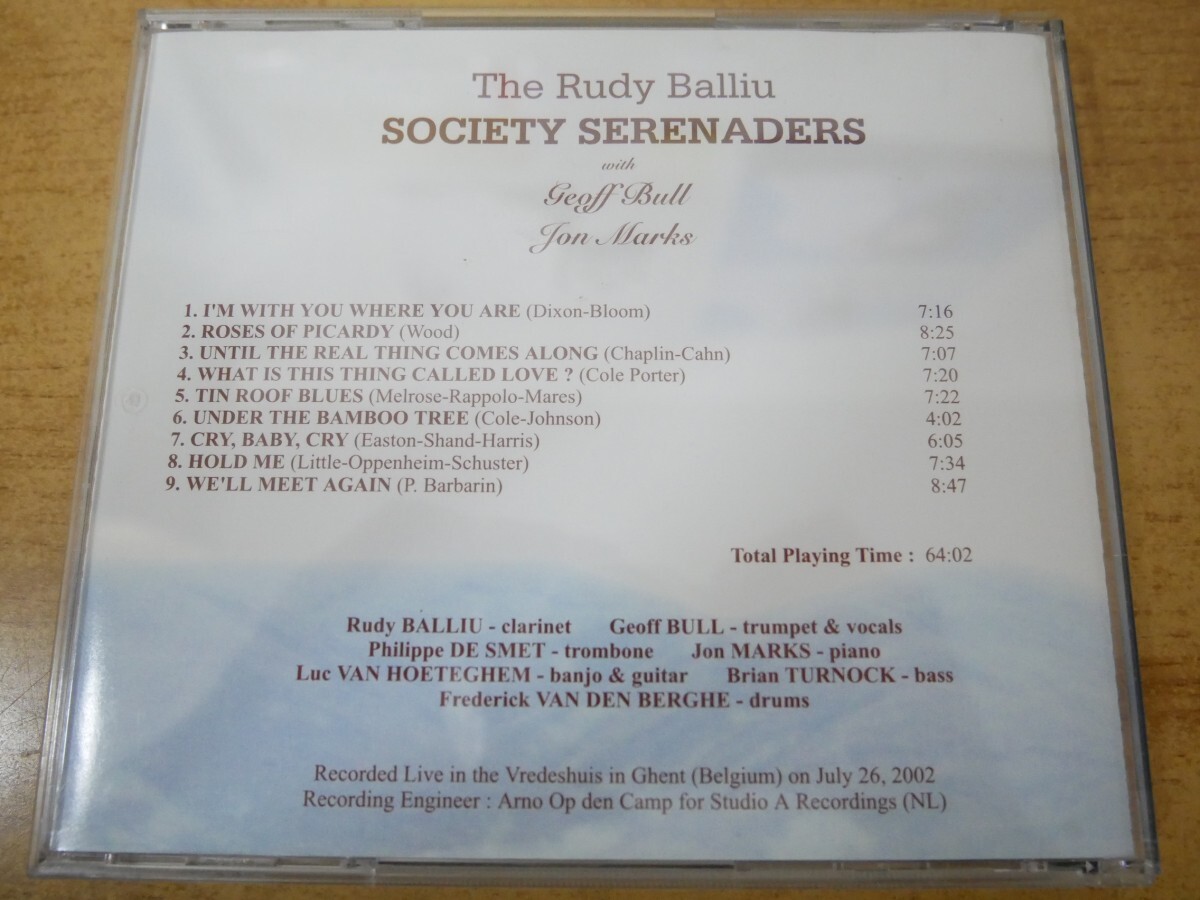 The Rudy Balliu
SOCIETY SERENADERS
with
Geoff Bull
Jon Marks
1. I'M WITH YOU WHERE YOU ARE (Dixon-Bloom) 7:16
2. ROSES OF PICARDY (Wood) 8:25
3. UNTIL THE REAL THING COMES ALONG (Chaplin-Cahn) 7:07
4. WHAT IS THIS THING CALLED LOVE ? (Cole Porter) 7:20
5. TIN ROOF BLUES (Melrose-Rappolo-Mares) 7:22
6. UNDER THE BAMBOO TREE (Cole-Johnson) 4:02
7. CRY, BABY, CRY (Easton-Shand-Harris) 6:05
8. HOLD ME (Little-Oppenheim-Schuster) 7:34
9. WE'LL MEET AGAIN (P. Barbarin) 8:47
Total Playing Time : 64:02
Rudy BALLIU - clarinet Geoff BULL - trumpet & vocals
Philippe DE SMET - trombone Jon MARKS - piano
Luc VAN HOETEGHEM - banjo & guitar Brian TURNOCK - bass
Frederick VAN DEN BERGHE - drums
Recorded Live in the Vredeshuis in Ghent (Belgium) on July 26, 2002
Recording Engineer : Arno Op den Camp for Studio A Recordings (NL)